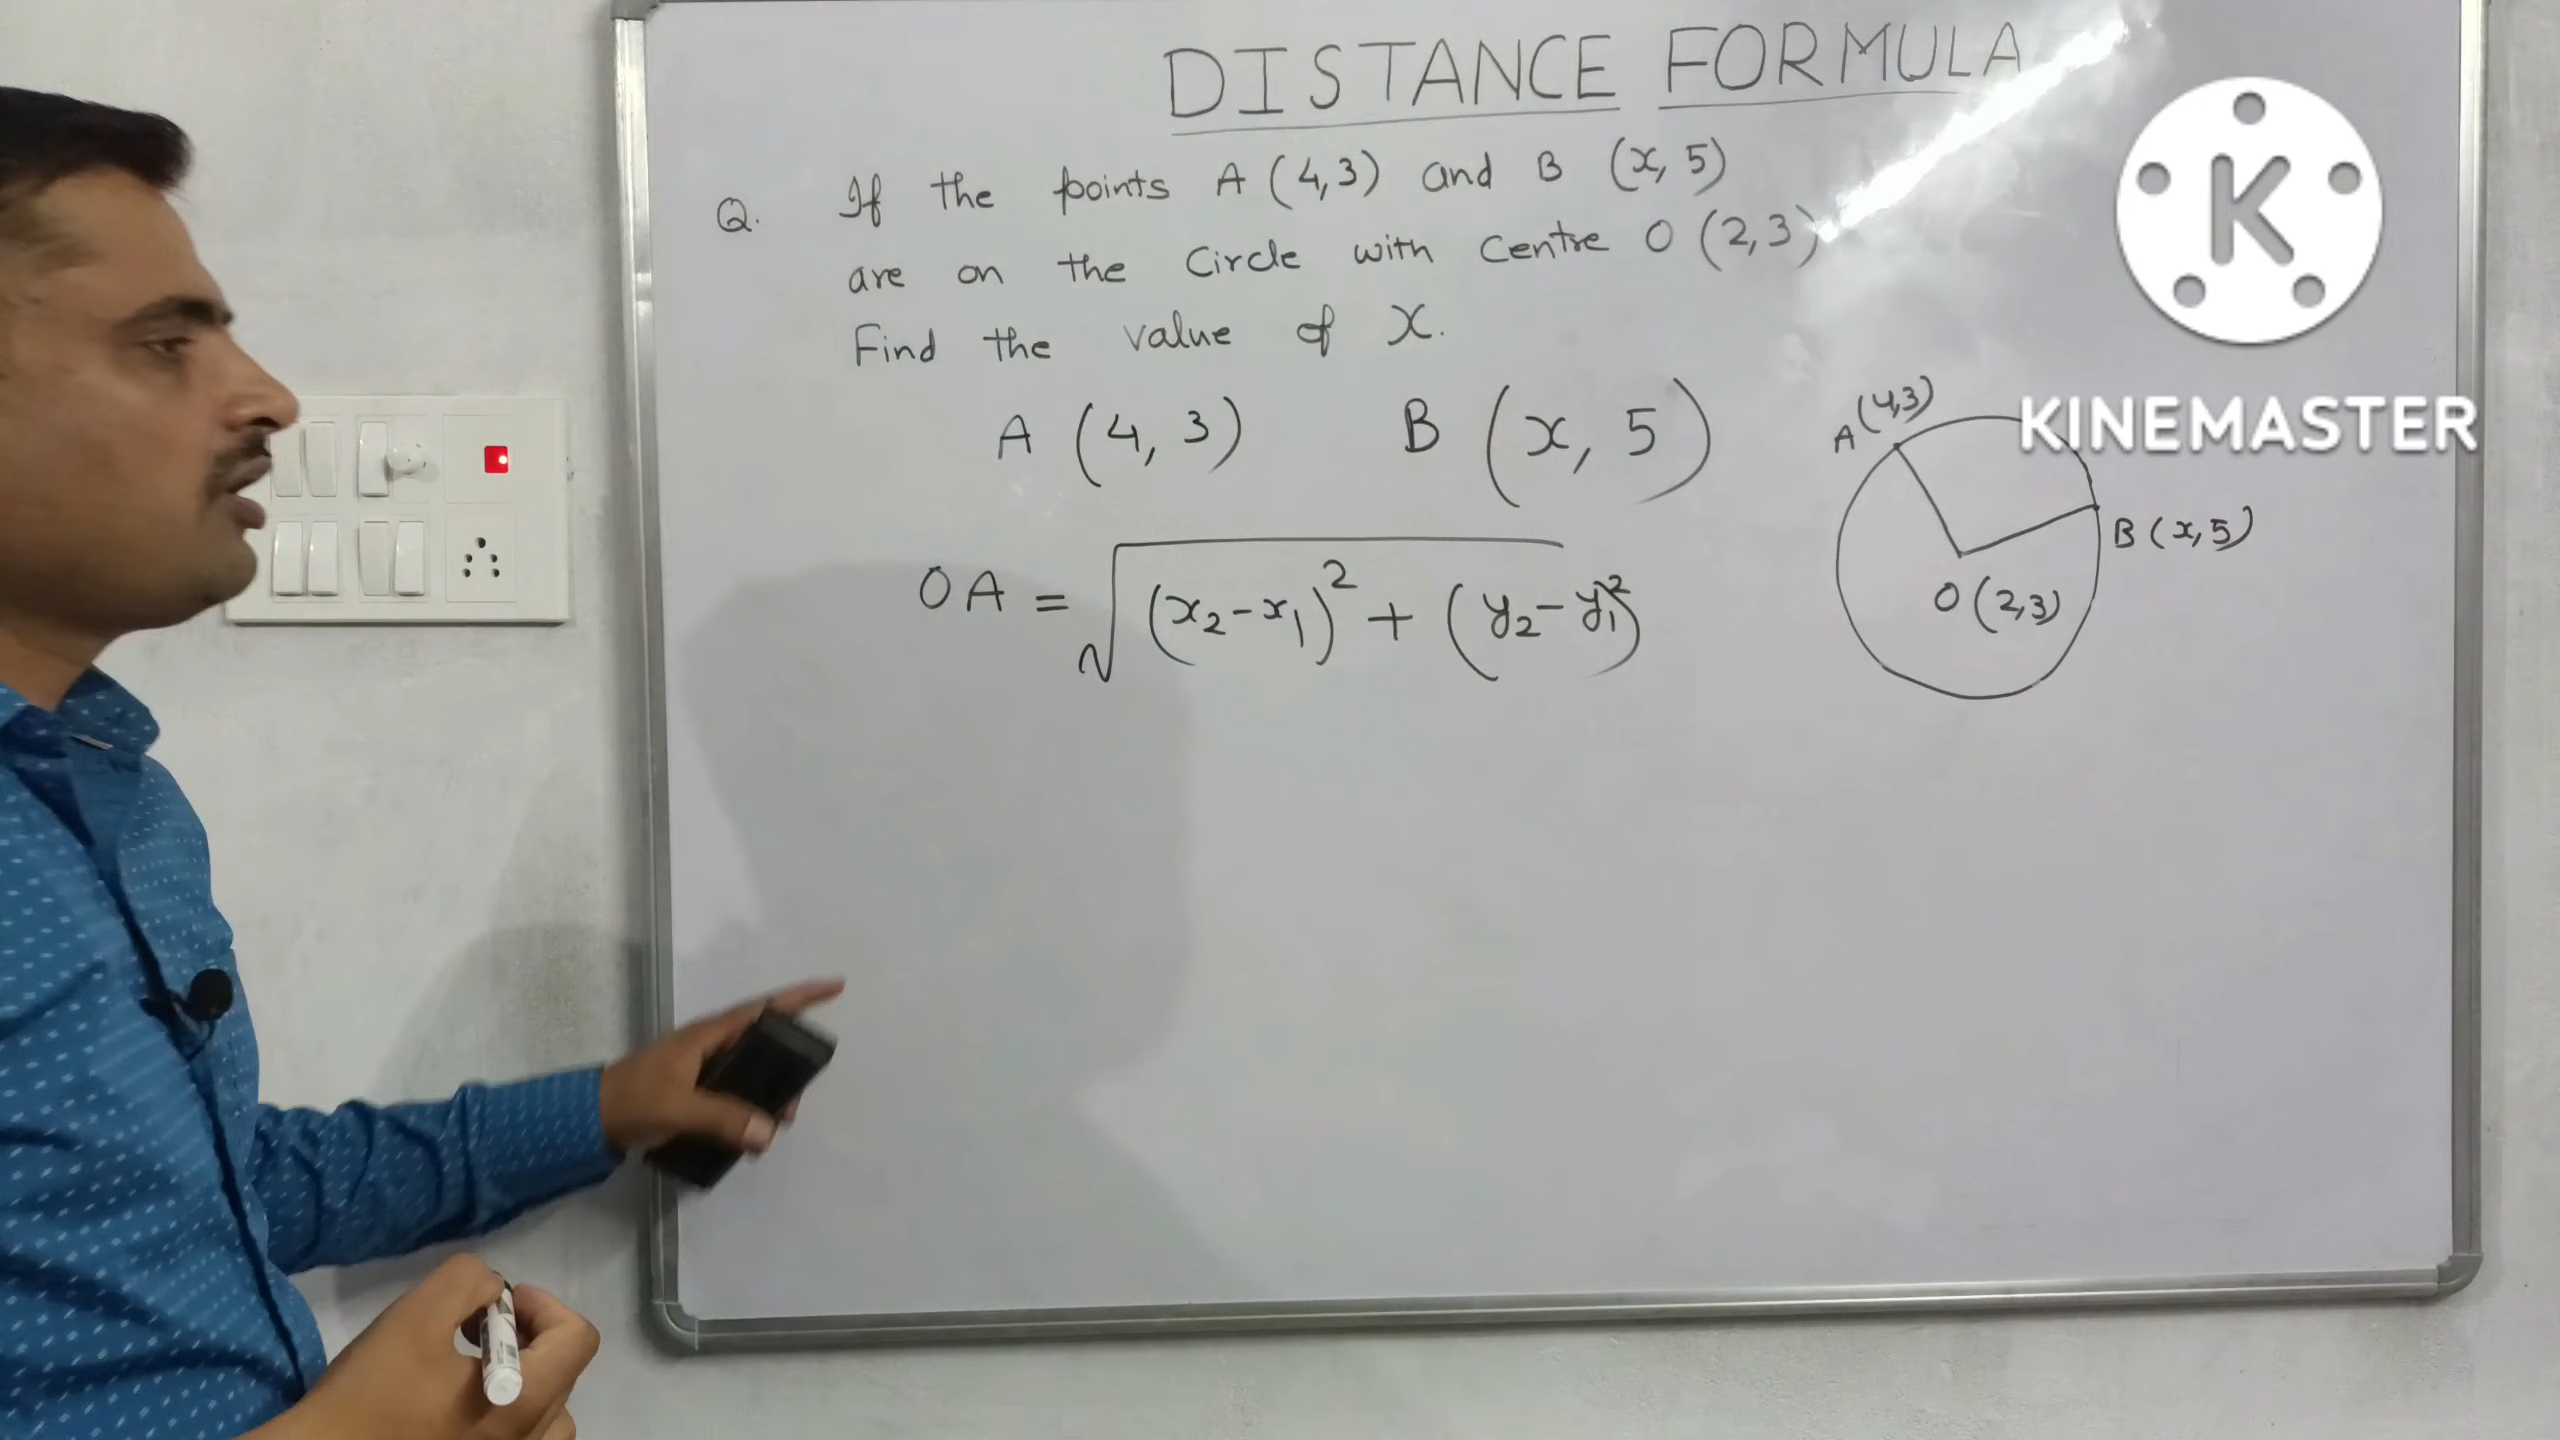 DISTANCE FORMULA
Q. If the points A (4,3) and B (x, 5)
are on the Circle with Centre O (2,3)
Find the value of x.
A (4, 3) B (x, 5)
OA = √(x₂-x₁)² + (y₂-y₁)²
A (4,3)
B (x, 5)
O (2,3)
K
KINEMASTER